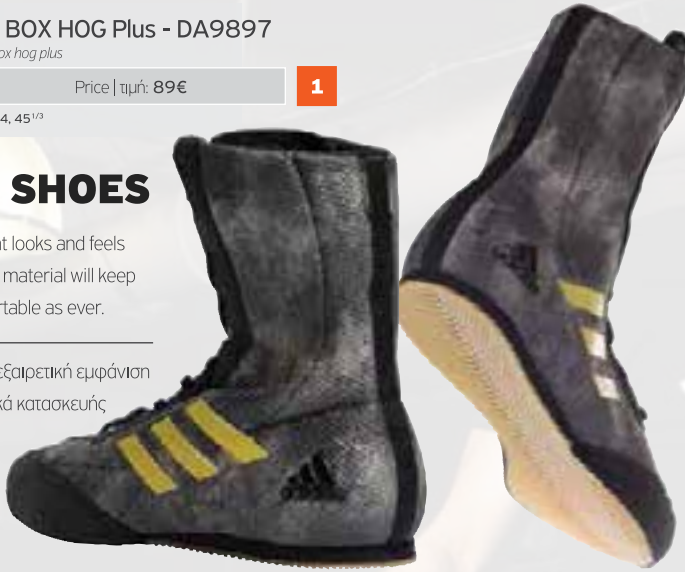 BOX HOG Plus - DA9897
ox hog plus
Price | τιμή: 89€
1
4, 45 1/3
SHOES
t looks and feels
material will keep
rtable as ever.
εξαιρετική εμφάνιση
κά κατασκευής